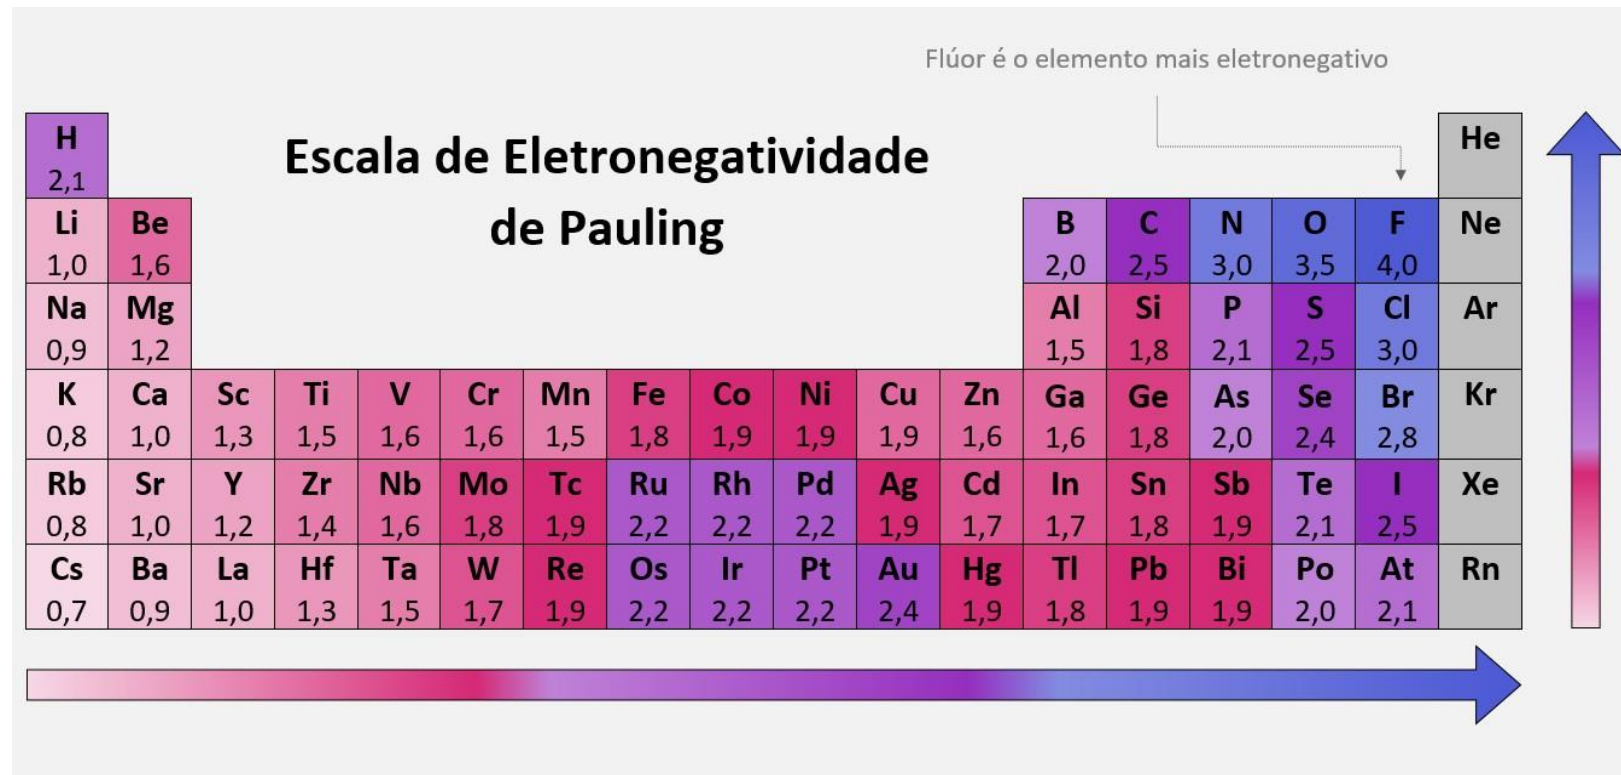 Flúor é o elemento mais eletronegativo
Escala de Eletronegatividade
de Pauling
H He
2,1
Li Be B C N O F Ne
1,0 1,6 2,0 2,5 3,0 3,5 4,0
Na Mg Al Si P S Cl Ar
0,9 1,2 1,5 1,8 2,1 2,5 3,0
K Ca Sc Ti V Cr Mn Fe Co Ni Cu Zn Ga Ge As Se Br Kr
0,8 1,0 1,3 1,5 1,6 1,6 1,5 1,8 1,9 1,9 1,9 1,6 1,6 1,8 2,0 2,4 2,8
Rb Sr Y Zr Nb Mo Tc Ru Rh Pd Ag Cd In Sn Sb Te I Xe
0,8 1,0 1,2 1,4 1,6 1,8 1,9 2,2 2,2 2,2 1,9 1,7 1,7 1,8 1,9 2,1 2,5
Cs Ba La Hf Ta W Re Os Ir Pt Au Hg Tl Pb Bi Po At Rn
0,7 0,9 1,0 1,3 1,5 1,7 1,9 2,2 2,2 2,2 2,4 1,9 1,8 1,9 1,9 2,0 2,1